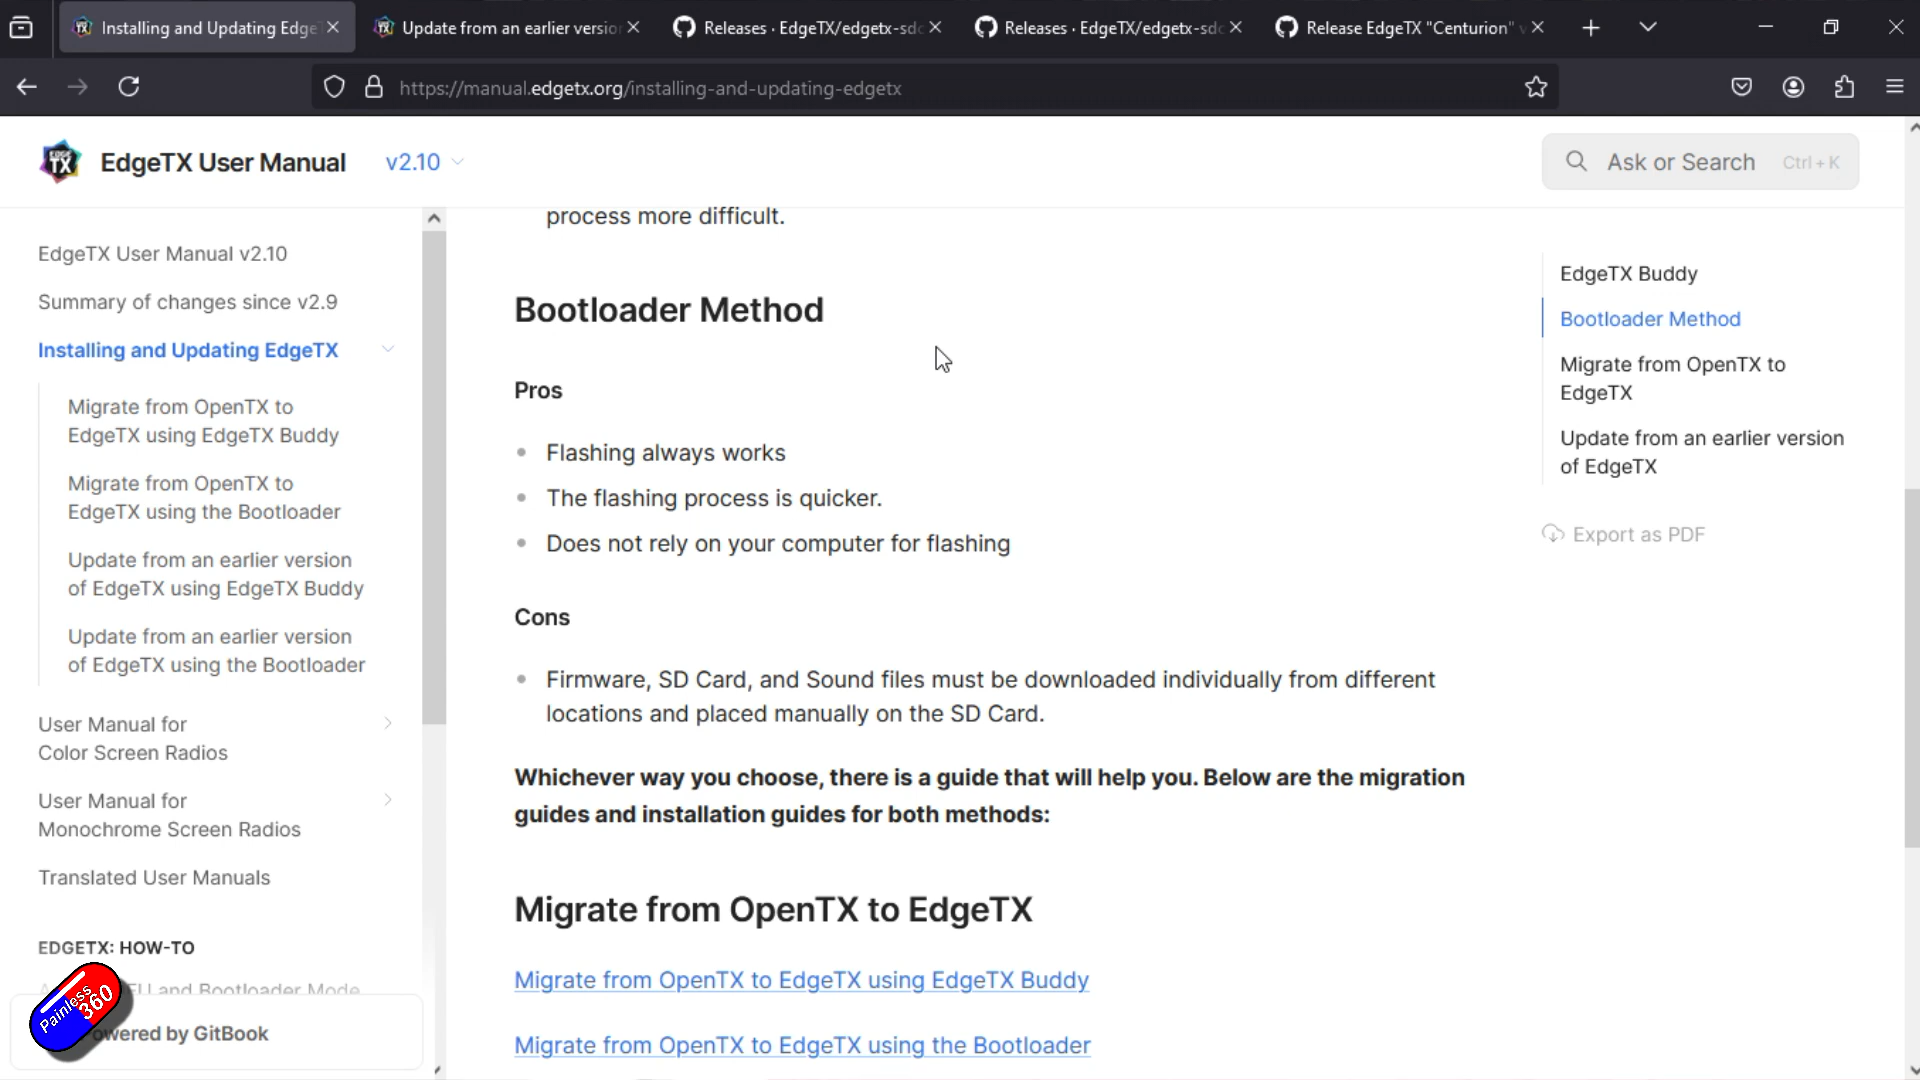 Installing and Updating Edge
Update from an earlier versio
Releases · EdgeTX/edgetx-sdc
Releases · EdgeTX/edgetx-sdc
Release EdgeTX "Centurion" v
https://manual.edgetx.org/installing-and-updating-edgetx
EdgeTX User Manual
v2.10
Ask or Search
Ctrl + K
EdgeTX User Manual v2.10
Summary of changes since v2.9
Installing and Updating EdgeTX
Migrate from OpenTX to
EdgeTX using EdgeTX Buddy
Migrate from OpenTX to
EdgeTX using the Bootloader
Update from an earlier version
of EdgeTX using EdgeTX Buddy
Update from an earlier version
of EdgeTX using the Bootloader
User Manual for
Color Screen Radios
User Manual for
Monochrome Screen Radios
Translated User Manuals
EDGETX: HOW-TO
and Bootloader Mode
Powered by GitBook
Painless
360
process more difficult.
Bootloader Method
Pros
Flashing always works
The flashing process is quicker.
Does not rely on your computer for flashing
Cons
Firmware, SD Card, and Sound files must be downloaded individually from different
locations and placed manually on the SD Card.
Whichever way you choose, there is a guide that will help you. Below are the migration
guides and installation guides for both methods:
Migrate from OpenTX to EdgeTX
Migrate from OpenTX to EdgeTX using EdgeTX Buddy
Migrate from OpenTX to EdgeTX using the Bootloader
EdgeTX Buddy
Bootloader Method
Migrate from OpenTX to
EdgeTX
Update from an earlier version
of EdgeTX
Export as PDF